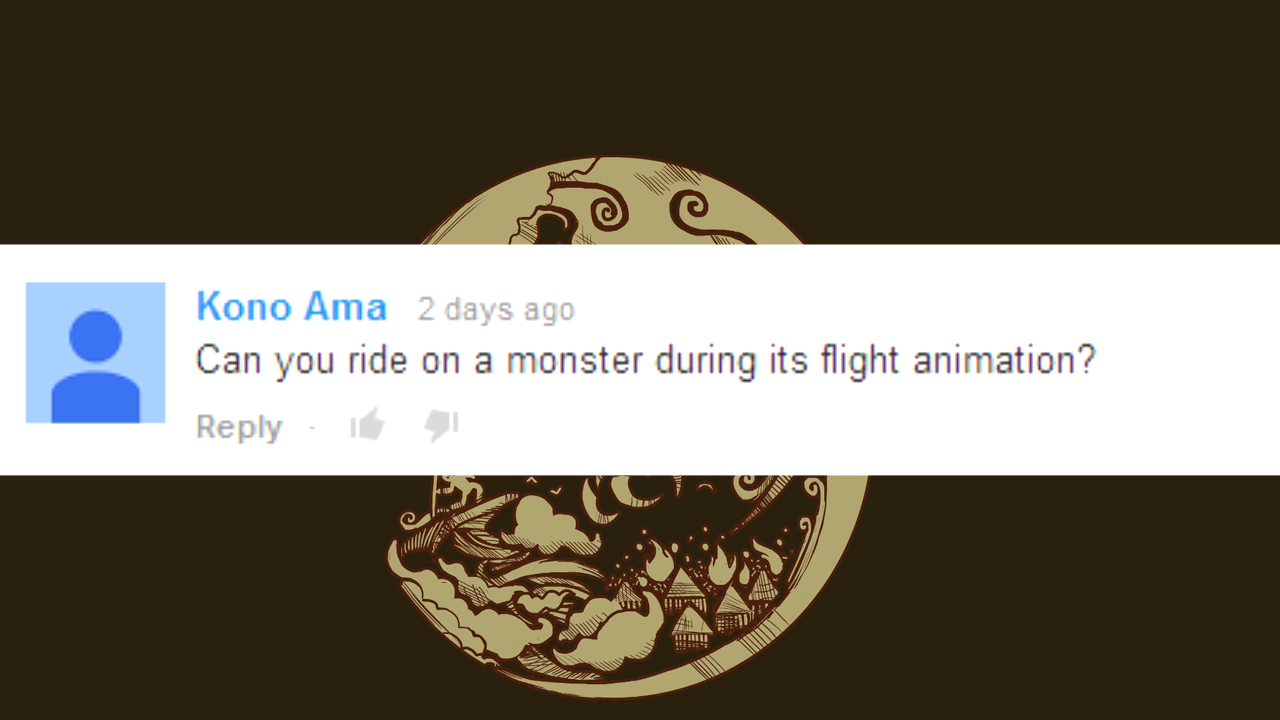 Kono Ama 2 days ago
Can you ride on a monster during its flight animation?
Reply ·